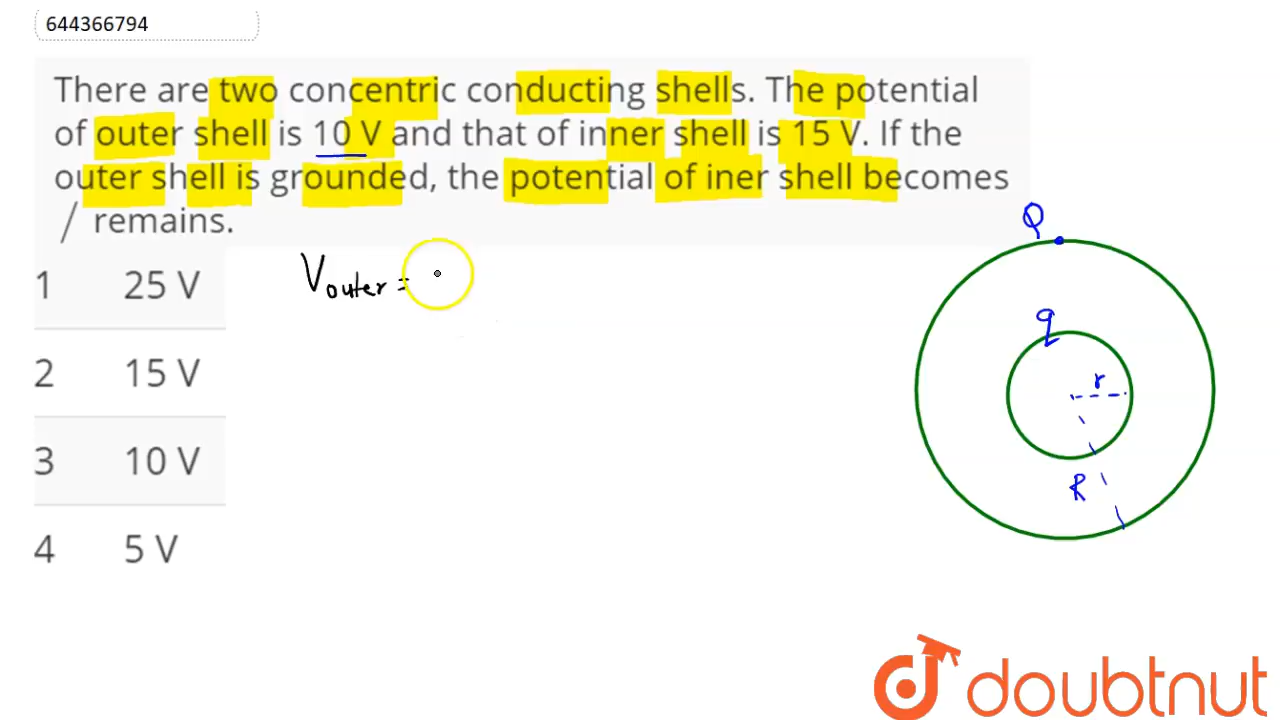 644366794
There are two concentric conducting shells. The potential
of outer shell is 10 V and that of inner shell is 15 V. If the
outer shell is grounded, the potential of iner shell becomes
/ remains.
1 25 V
2 15 V
3 10 V
4 5 V
Vouter =
Q
q
r
R
doubtnut